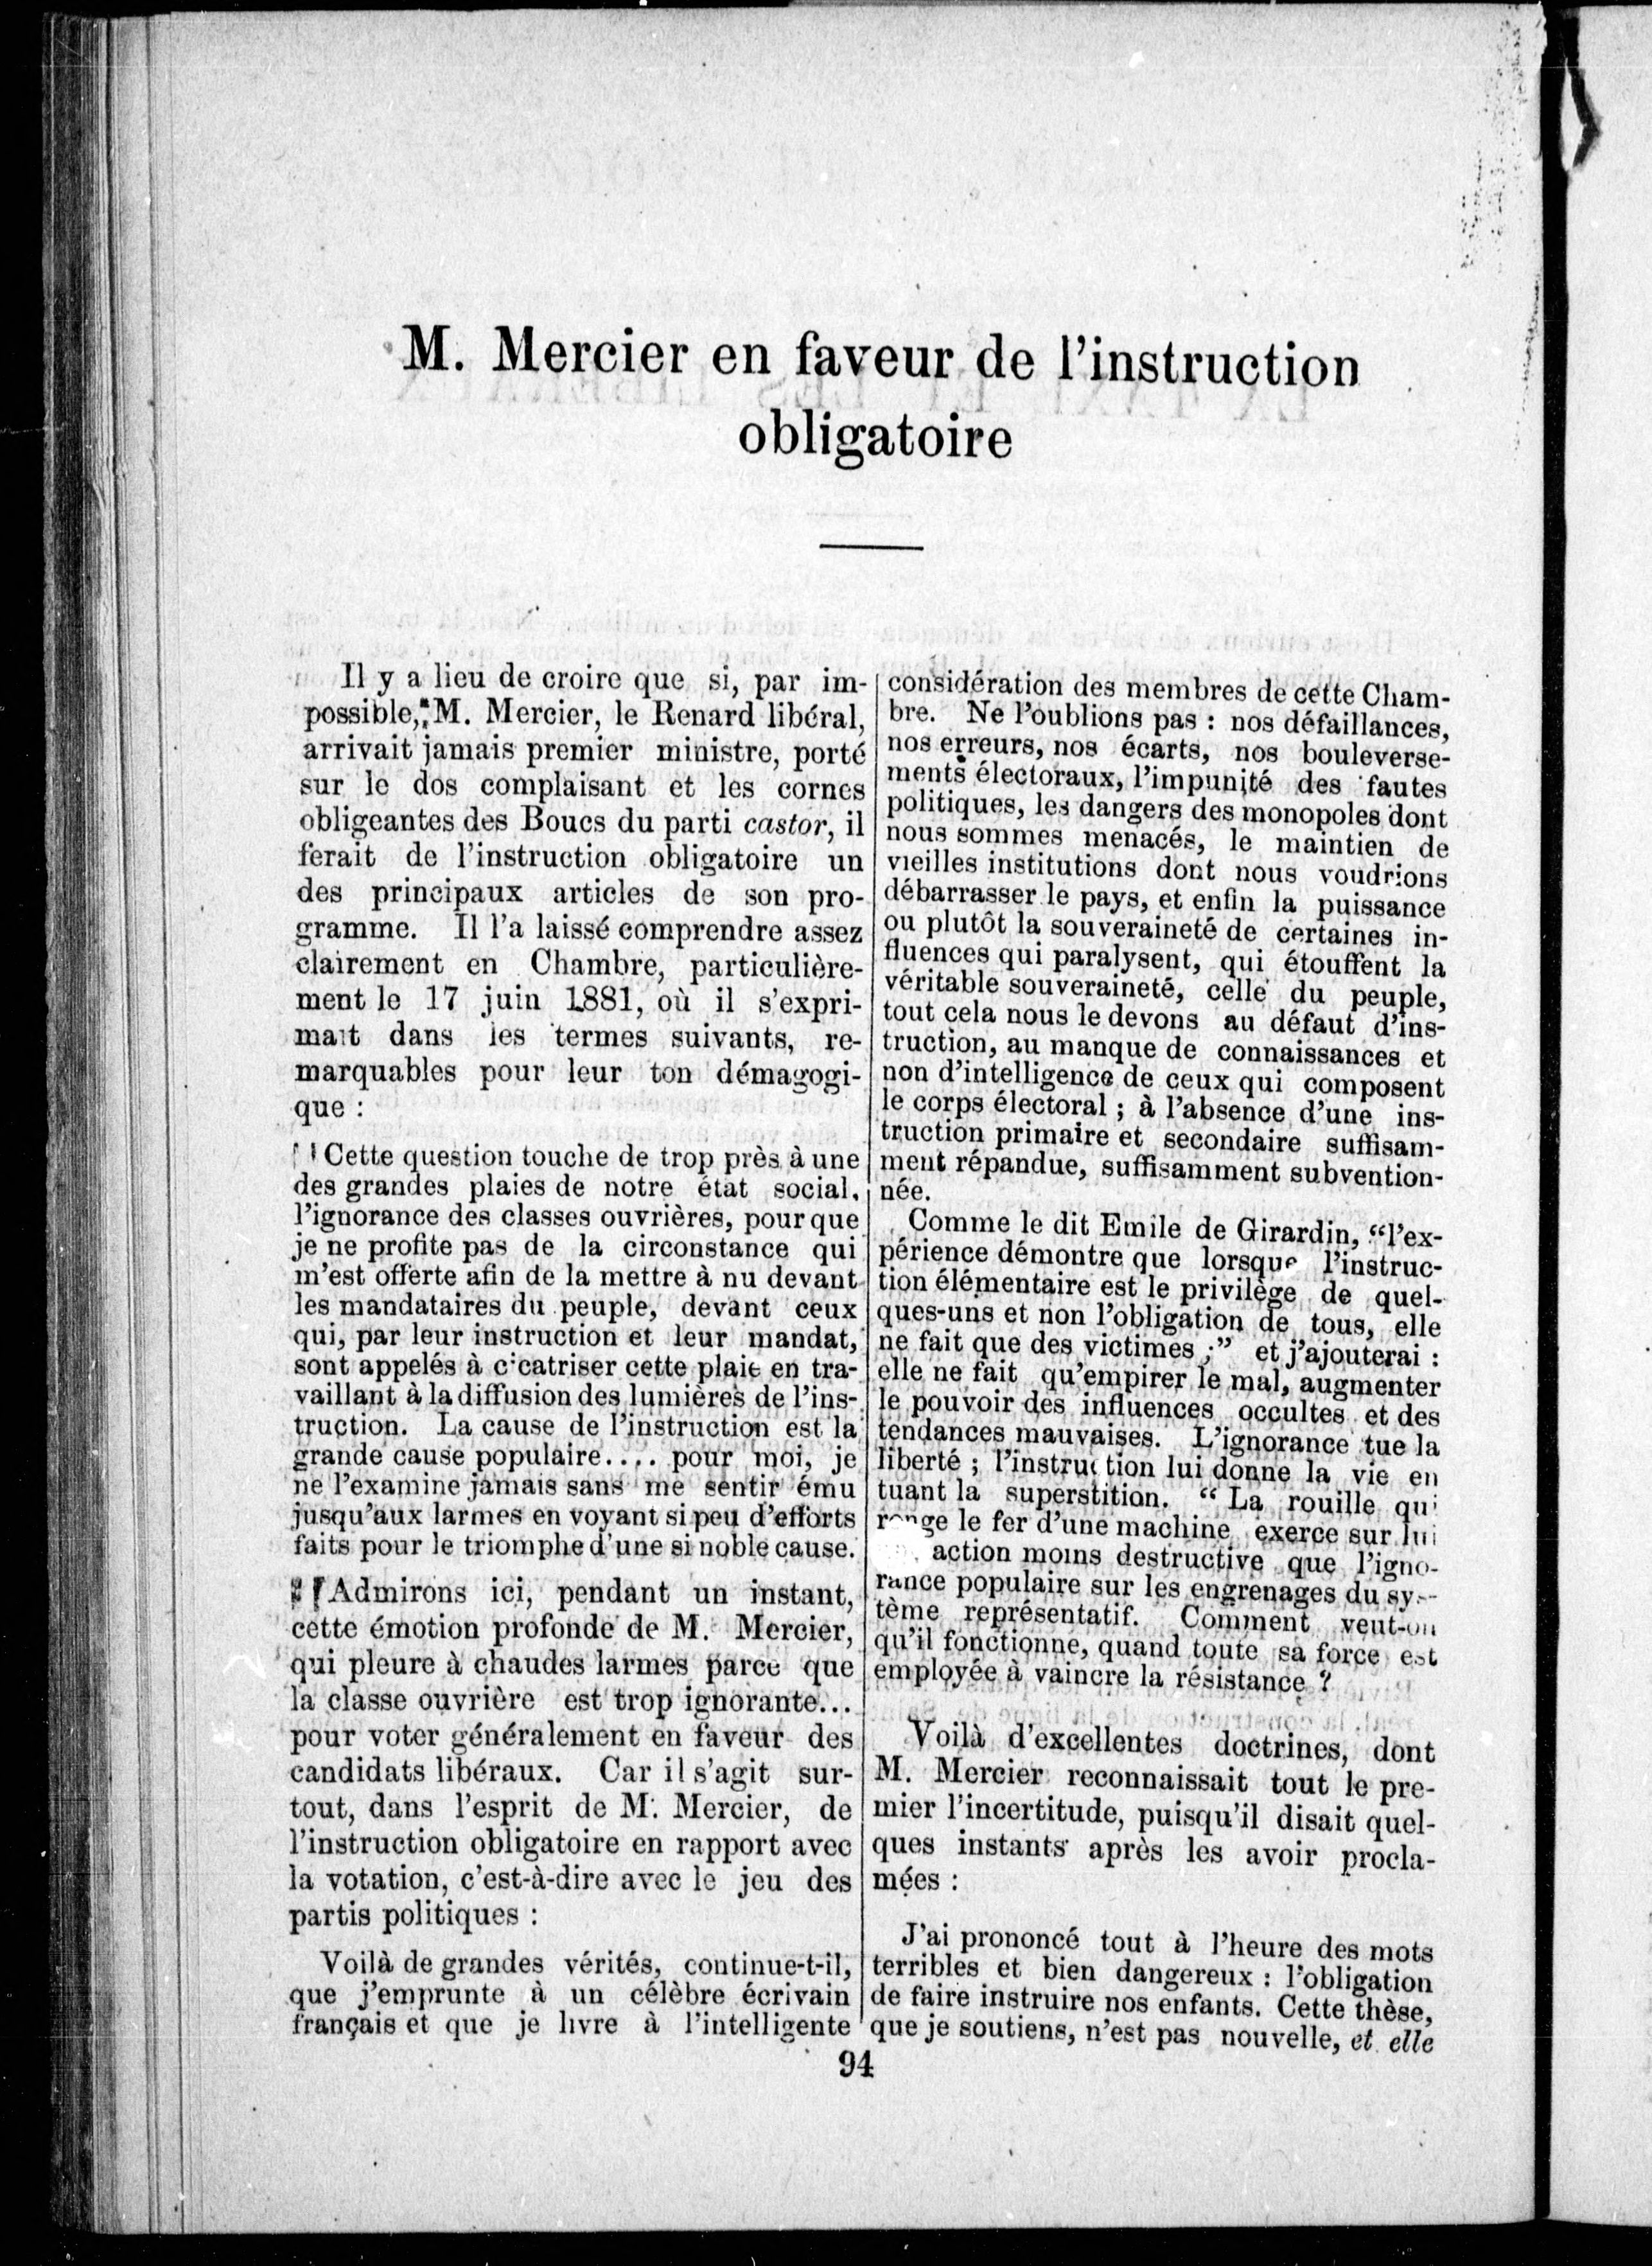 M. Mercier en faveur de l'instruction
obligatoire
Il y a lieu de croire que si, par im-
possible, M. Mercier, le Renard libéral,
arrivait jamais premier ministre, porté
sur le dos complaisant et les cornes
obligeantes des Boucs du parti castor, il
ferait de l'instruction obligatoire un
des principaux articles de son pro-
gramme. Il l'a laissé comprendre assez
clairement en Chambre, particulière-
ment le 17 juin 1881, où il s'expri-
mait dans les termes suivants, re-
marquables pour leur ton démagogi-
que :
Cette question touche de trop près à une
des grandes plaies de notre état social,
l'ignorance des classes ouvrières, pour que
je ne profite pas de la circonstance qui
m'est offerte afin de la mettre à nu devant
les mandataires du peuple, devant ceux
qui, par leur instruction et leur mandat,
sont appelés à cicatriser cette plaie en tra-
vaillant à la diffusion des lumières de l'ins-
truction. La cause de l'instruction est la
grande cause populaire.... pour moi, je
ne l'examine jamais sans me sentir ému
jusqu'aux larmes en voyant si peu d'efforts
faits pour le triomphe d'une si noble cause.
Admirons ici, pendant un instant,
cette émotion profonde de M. Mercier,
qui pleure à chaudes larmes parce que
la classe ouvrière est trop ignorante...
pour voter généralement en faveur des
candidats libéraux. Car il s'agit sur-
tout, dans l'esprit de M. Mercier, de
l'instruction obligatoire en rapport avec
la votation, c'est-à-dire avec le jeu des
partis politiques :
Voilà de grandes vérités, continue-t-il,
que j'emprunte à un célèbre écrivain
français et que je livre à l'intelligente
considération des membres de cette Cham-
bre. Ne l'oublions pas : nos défaillances,
nos erreurs, nos écarts, nos bouleverse-
ments électoraux, l'impunité des fautes
politiques, les dangers des monopoles dont
nous sommes menacés, le maintien de
vieilles institutions dont nous voudrions
débarrasser le pays, et enfin la puissance
ou plutôt la souveraineté de certaines in-
fluences qui paralysent, qui étouffent la
véritable souveraineté, celle du peuple,
tout cela nous le devons au défaut d'ins-
truction, au manque de connaissances et
non d'intelligence de ceux qui composent
le corps électoral ; à l'absence d'une ins-
truction primaire et secondaire suffisam-
ment répandue, suffisamment subvention-
née.
Comme le dit Emile de Girardin, “l'ex-
périence démontre que lorsque l'instruc-
tion élémentaire est le privilège de quel-
ques-uns et non l'obligation de tous, elle
ne fait que des victimes ;” et j'ajouterai :
elle ne fait qu'empirer le mal, augmenter
le pouvoir des influences occultes et des
tendances mauvaises. L'ignorance tue la
liberté ; l'instruction lui donne la vie en
tuant la superstition. “ La rouille qui
ronge le fer d'une machine exerce sur lui
action moins destructive que l'igno-
rance populaire sur les engrenages du sys-
tème représentatif. Comment veut-on
qu'il fonctionne, quand toute sa force est
employée à vaincre la résistance ?
Voilà d'excellentes doctrines, dont
M. Mercier reconnaissait tout le pre-
mier l'incertitude, puisqu'il disait quel-
ques instants après les avoir procla-
mées :
J'ai prononcé tout à l'heure des mots
terribles et bien dangereux : l'obligation
de faire instruire nos enfants. Cette thèse,
que je soutiens, n'est pas nouvelle, et elle
94